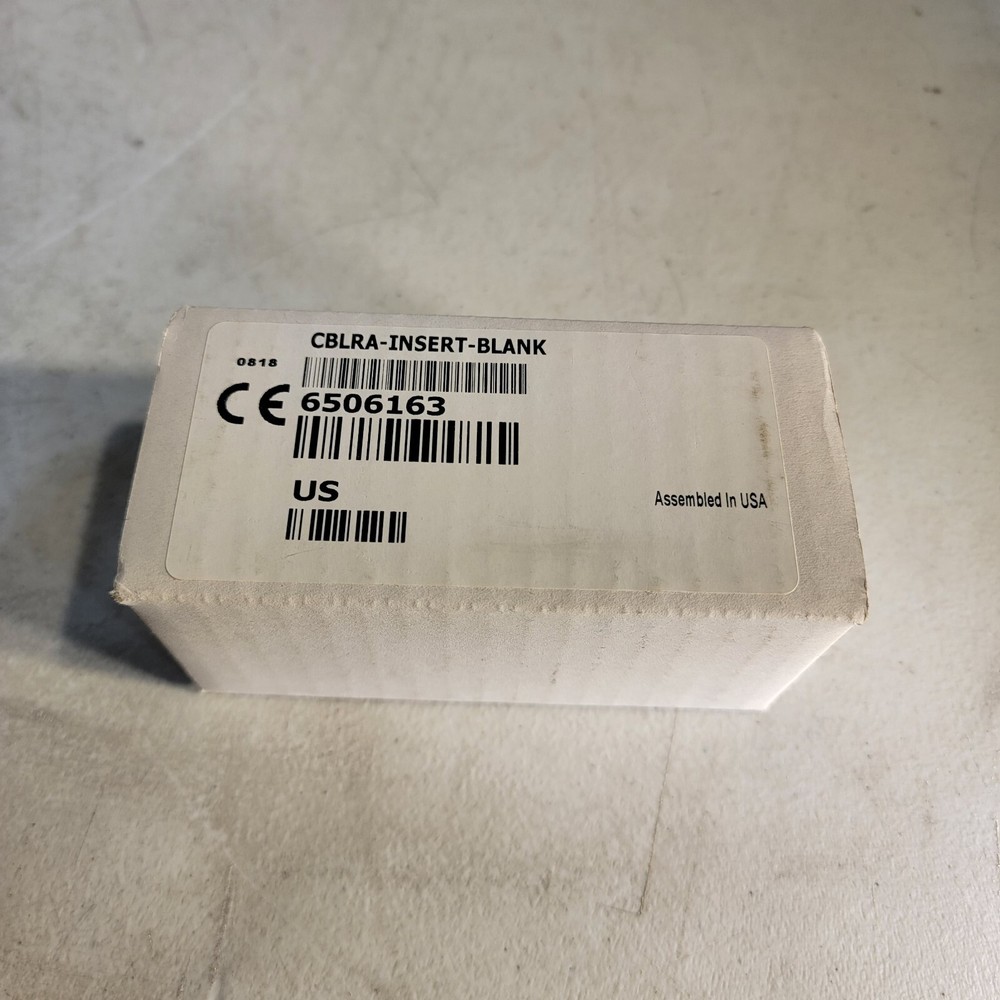 CBLRA-INSERT-BLANK
0818
CE 6506163
US
Assembled In USA